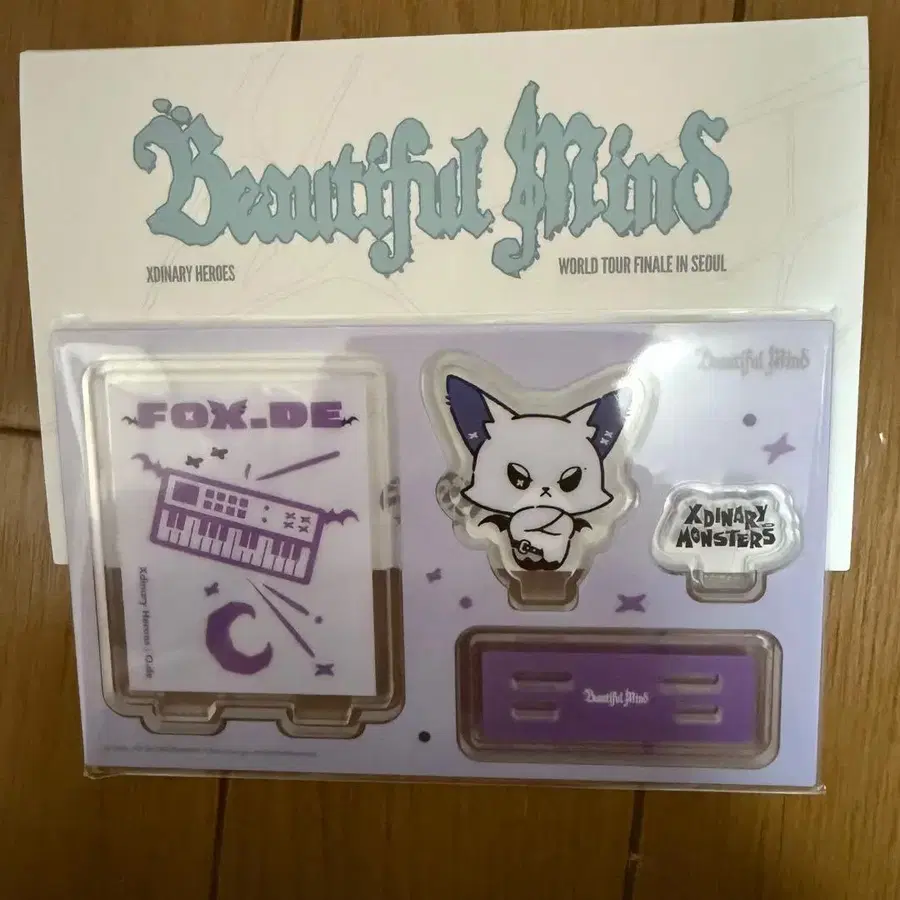 Beautiful Mind
XDINARY HEROES
WORLD TOUR FINALE IN SEOUL
Beautiful Mind
FOX.DE
Xdinary Heroes : O.de
XDINARY
MONSTERS
Beautiful Mind